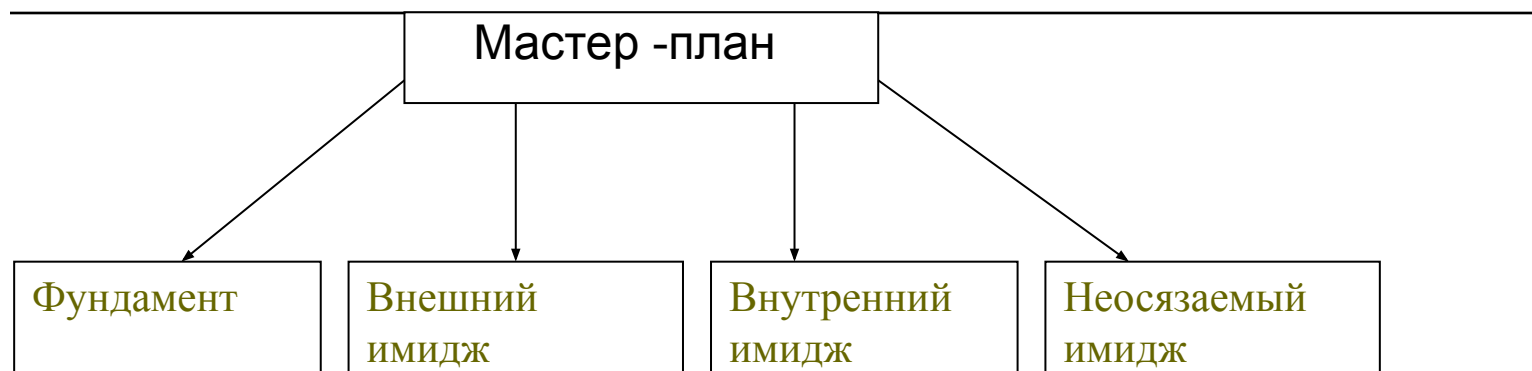 Мастер -план
Фундамент
Внешний
имидж
Внутренний
имидж
Неосязаемый
имидж